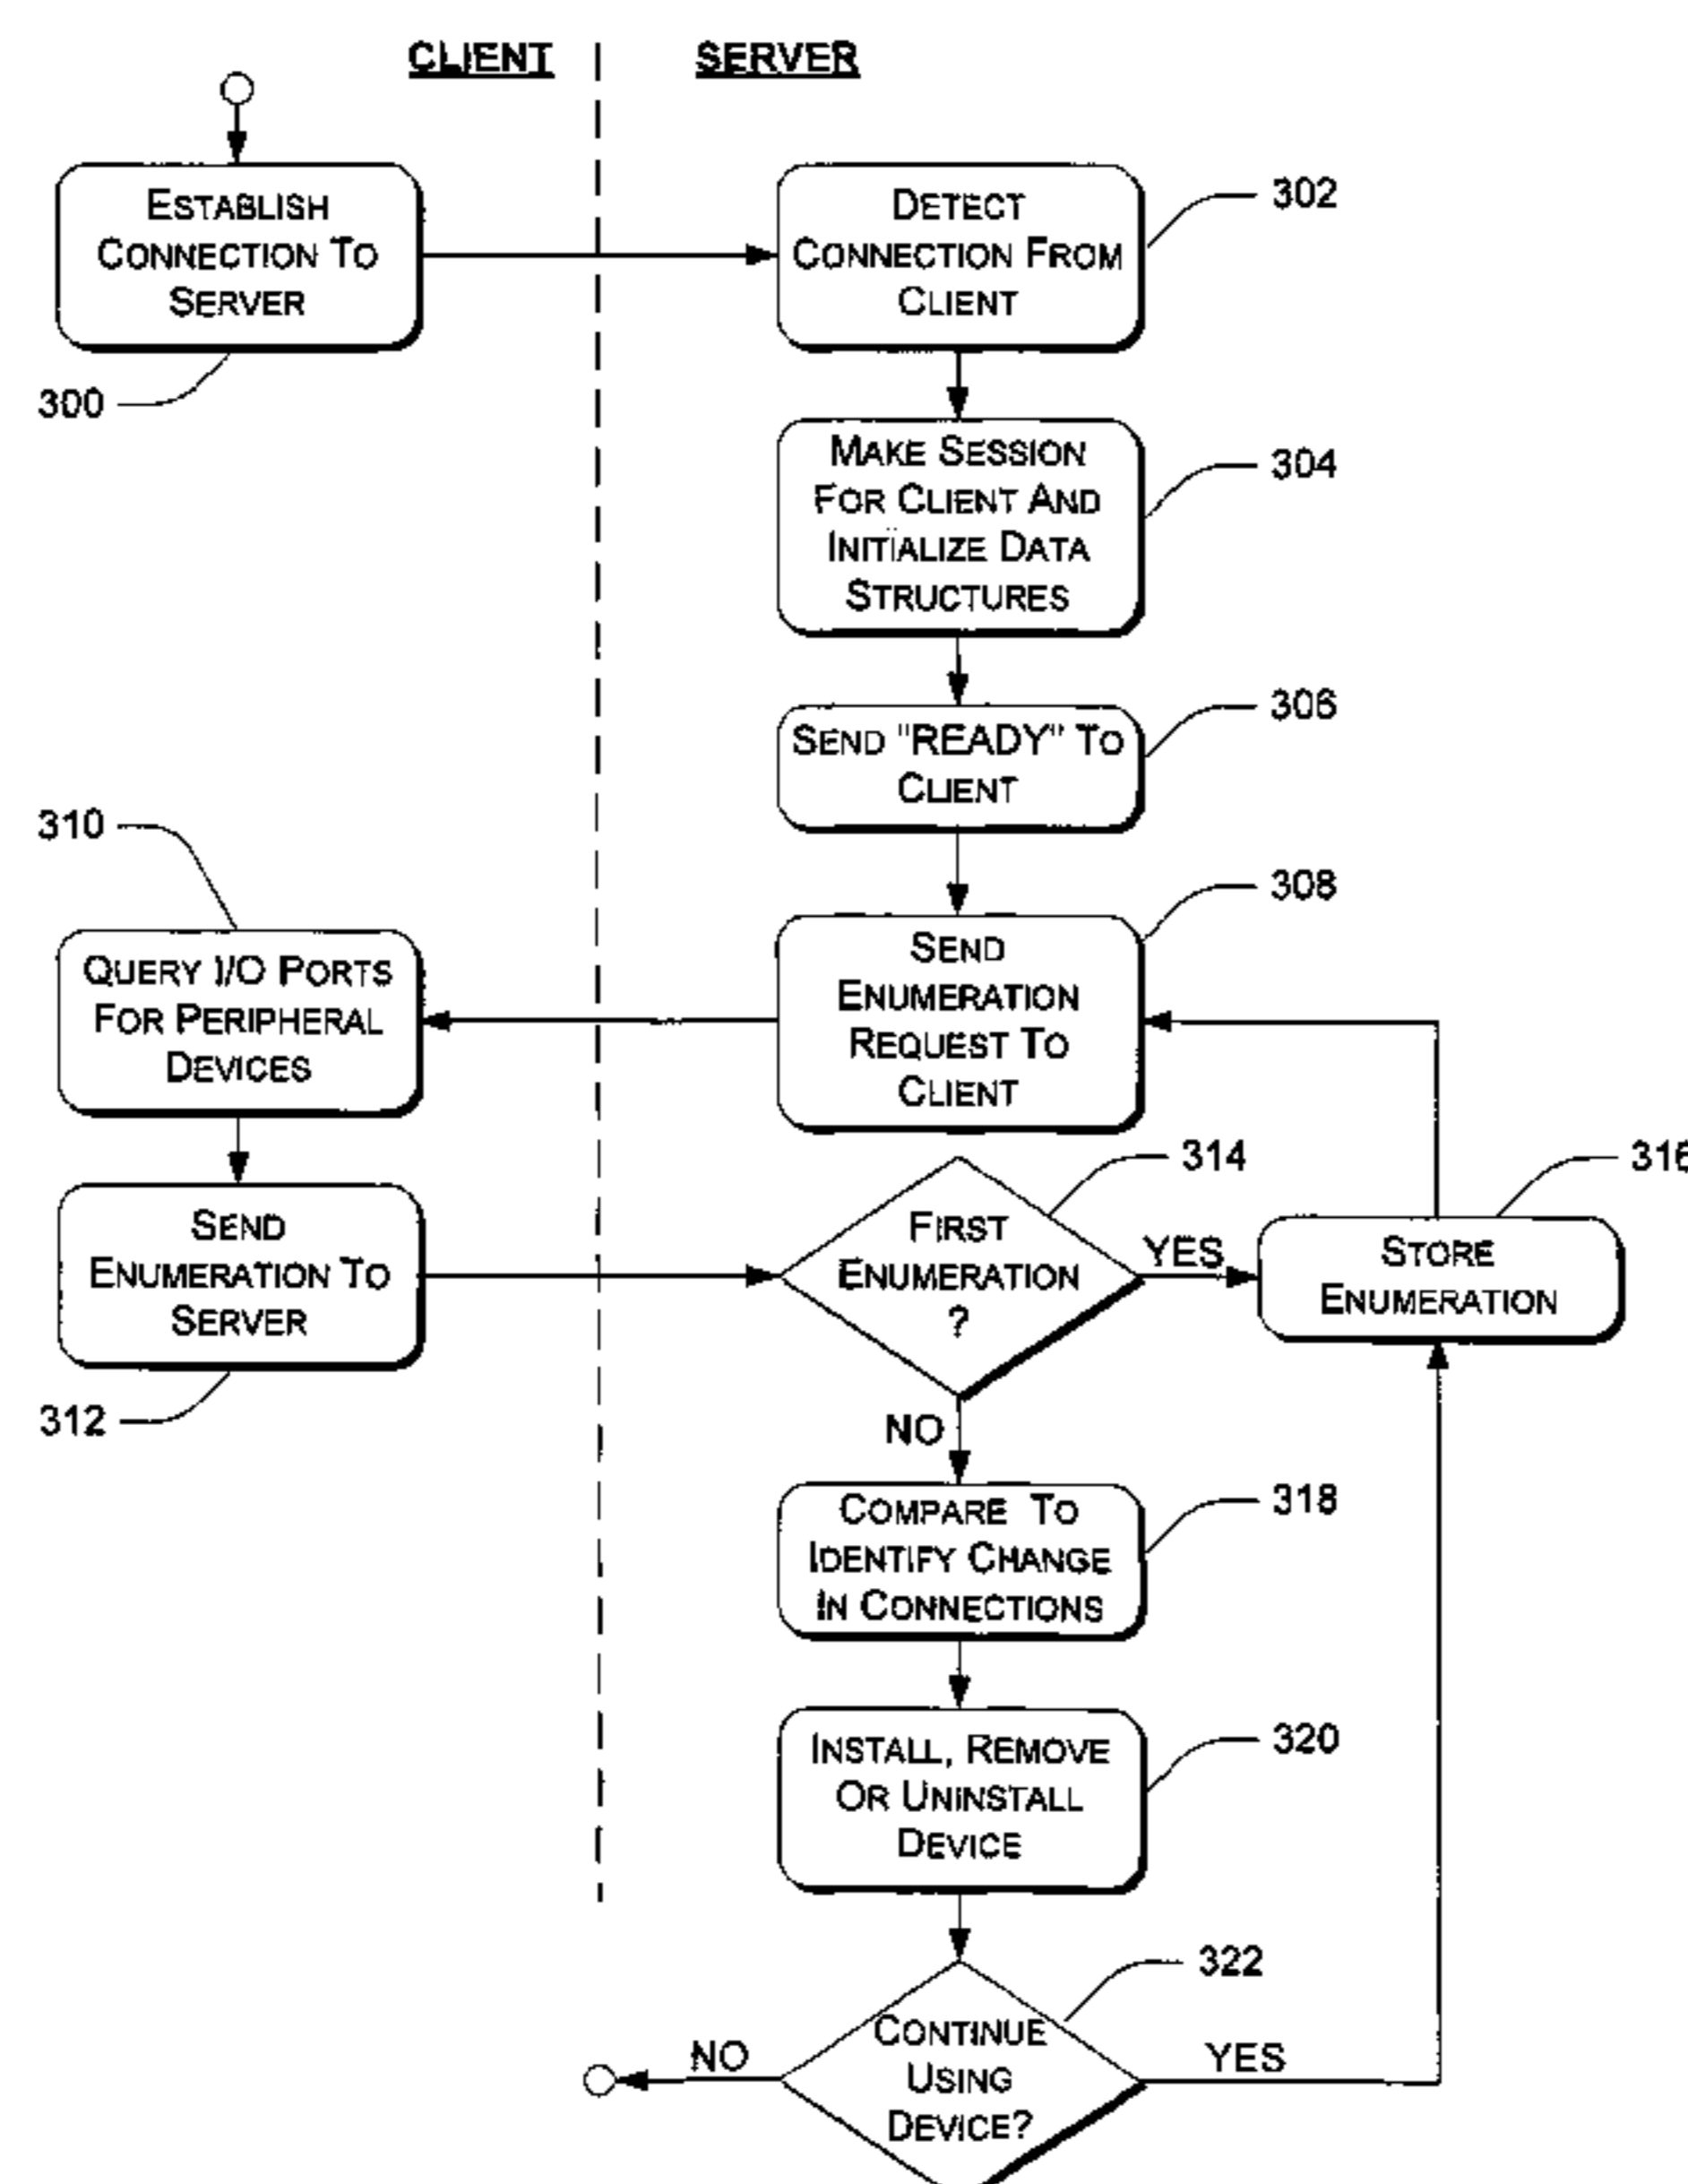 CLIENT
SERVER
ESTABLISH
CONNECTION TO
SERVER
300
DETECT
CONNECTION FROM
CLIENT
302
MAKE SESSION
FOR CLIENT AND
INITIALIZE DATA
STRUCTURES
304
SEND "READY" TO
CLIENT
306
SEND
ENUMERATION
REQUEST TO
CLIENT
308
310
QUERY I/O PORTS
FOR PERIPHERAL
DEVICES
SEND
ENUMERATION TO
SERVER
312
FIRST
ENUMERATION
?
314
YES
STORE
ENUMERATION
316
NO
COMPARE TO
IDENTIFY CHANGE
IN CONNECTIONS
318
INSTALL, REMOVE
OR UNINSTALL
DEVICE
320
CONTINUE
USING
DEVICE?
322
NO
YES